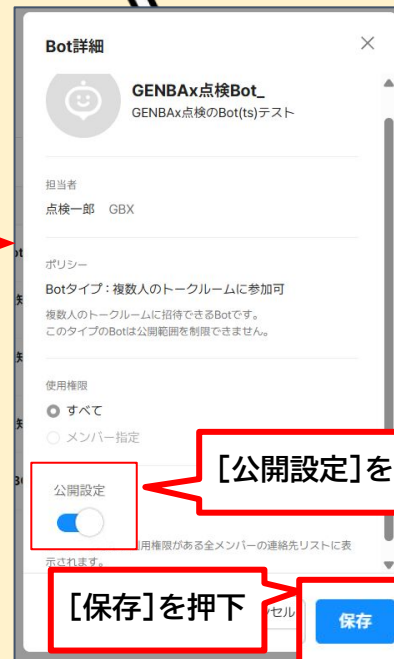 Bot詳細
GENBAx点検Bot_
GENBAx点検のBot(ts)テスト
担当者
点検一郎 GBX
ポリシー
Botタイプ：複数人のトークルームに参加可
複数人のトークルームに招待できるBotです。
このタイプのBotは公開範囲を制限できません。
使用権限
すべて
メンバー指定
[公開設定]を
公開設定
用権限がある全メンバーの連絡先リストに表
示されます。
[保存]を押下
セル
保存